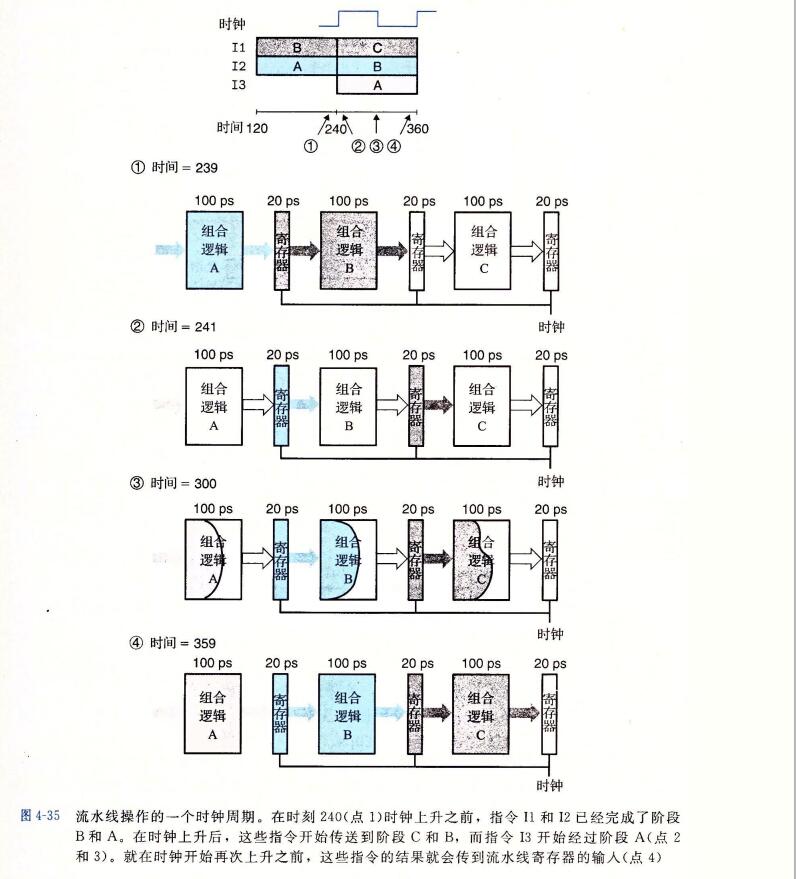 时钟
I1 B C
I2 A B
I3 A
时间 120 240 360
① ② ③ ④
① 时间 = 239
100 ps 20 ps 100 ps 20 ps 100 ps 20 ps
组合 逻辑 A 寄存器 组合 逻辑 B 寄存器 组合 逻辑 C 寄存器
时钟
② 时间 = 241
100 ps 20 ps 100 ps 20 ps 100 ps 20 ps
组合 逻辑 A 寄存器 组合 逻辑 B 寄存器 组合 逻辑 C 寄存器
时钟
③ 时间 = 300
100 ps 20 ps 100 ps 20 ps 100 ps 20 ps
组合 逻辑 A 寄存器 组合 逻辑 B 寄存器 组合 逻辑 C 寄存器
时钟
④ 时间 = 359
100 ps 20 ps 100 ps 20 ps 100 ps 20 ps
组合 逻辑 A 寄存器 组合 逻辑 B 寄存器 组合 逻辑 C 寄存器
时钟
图 4-35 流水线操作的一个时钟周期。在时刻 240(点 1)时钟上升之前，指令 I1 和 I2 已经完成了阶段
B 和 A。在时钟上升后，这些指令开始传送到阶段 C 和 B，而指令 I3 开始经过阶段 A(点 2
和 3)。就在时钟开始再次上升之前，这些指令的结果就会传到流水线寄存器的输人(点 4)